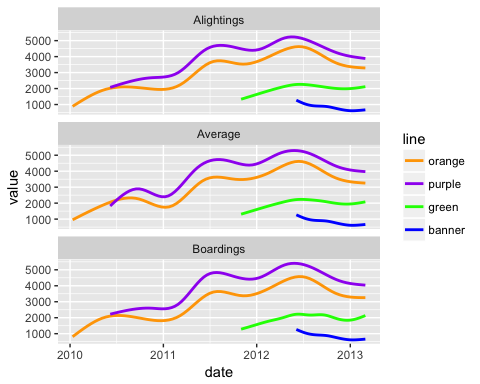 Alightings
5000
4000
3000
2000
1000
Average
5000
4000
3000
2000
1000
Boardings
5000
4000
3000
2000
1000
2010 2011 2012 2013
date
value
line
orange
purple
green
banner